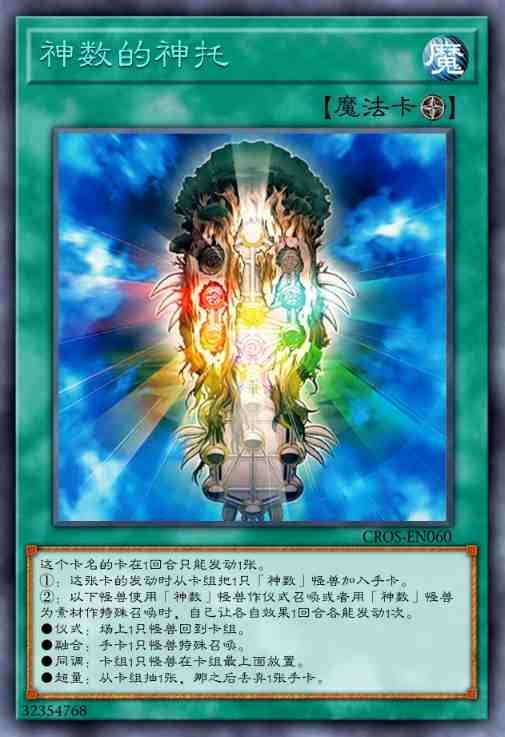 神数的神托
魔
【魔法卡】
CROS-EN060
这个卡名的卡在1回合只能发动1张。
①：这张卡的发动时从卡组把1只「神数」怪兽加入手卡。
②：以下怪兽使用「神数」怪兽作仪式召唤或者用「神数」怪兽
为素材作特殊召唤时，自己让各自效果1回合各能发动1次。
●仪式：场上1只怪兽回到卡组。
●融合：手卡1只怪兽特殊召唤。
●同调：卡组1只怪兽在卡组最上面放置。
●超量：从卡组抽1张，那之后丢弃1张手卡。
32354768